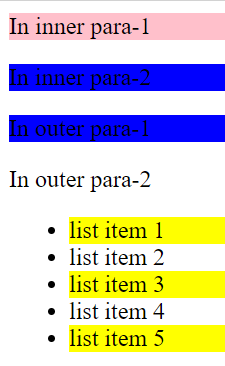 In inner para-1
In inner para-2
In outer para-1
In outer para-2
list item 1
list item 2
list item 3
list item 4
list item 5